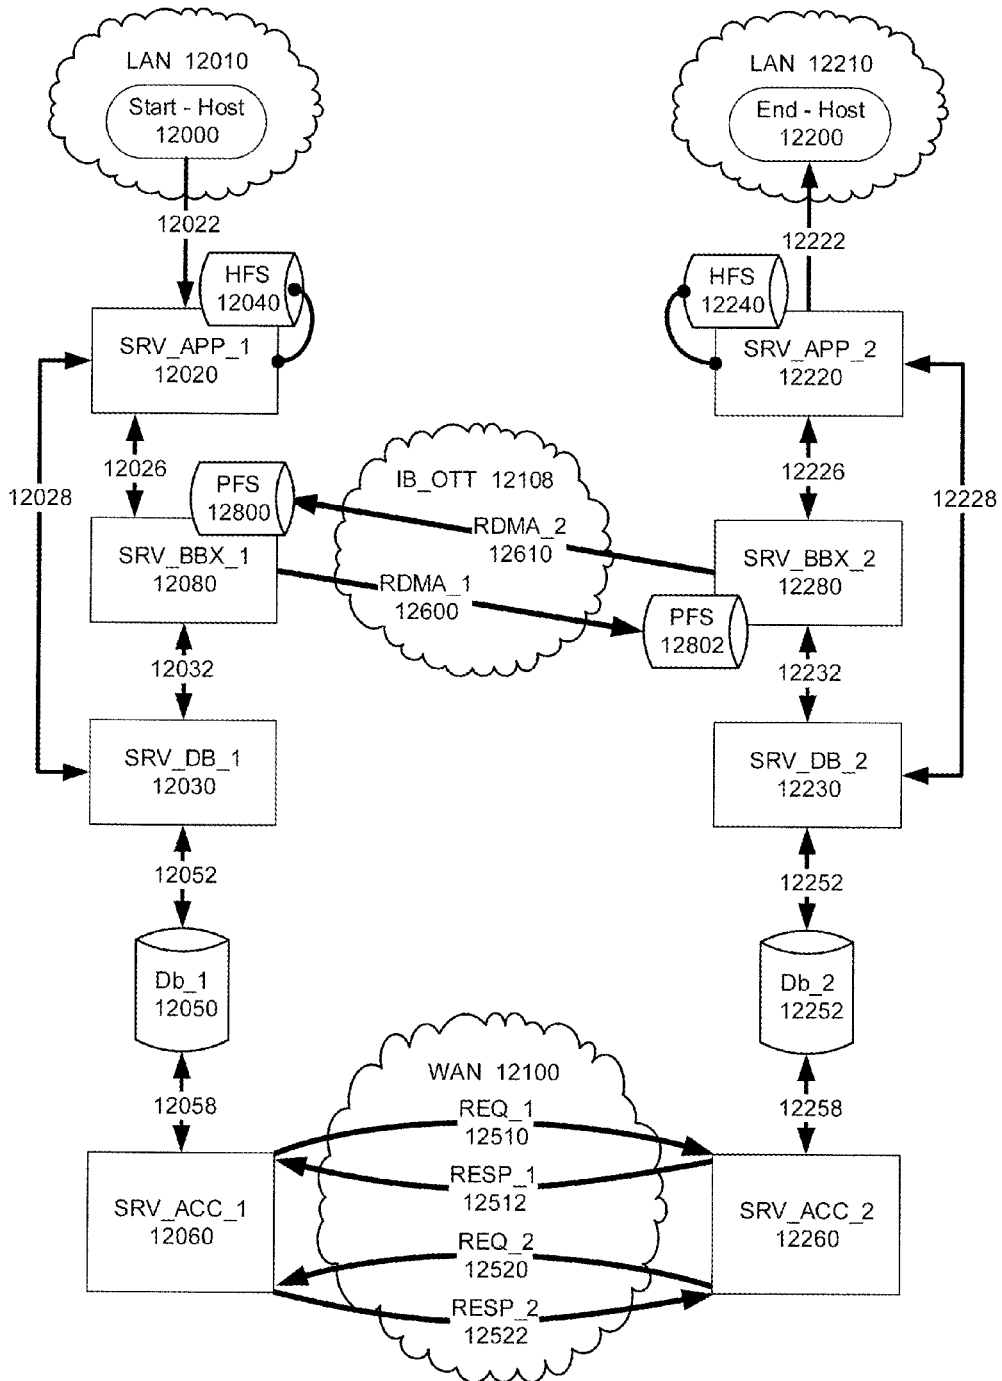 LAN 12010
Start - Host
12000
LAN 12210
End - Host
12200
12022
12222
HFS
12040
HFS
12240
SRV_APP_1
12020
SRV_APP_2
12220
12026
12226
12028
12228
IB_OTT 12108
PFS
12800
RDMA_2
12610
SRV_BBX_1
12080
SRV_BBX_2
12280
RDMA_1
12600
PFS
12802
12032
12232
SRV_DB_1
12030
SRV_DB_2
12230
12052
12252
Db_1
12050
Db_2
12252
WAN 12100
12058
12258
REQ_1
12510
RESP_1
12512
SRV_ACC_1
12060
SRV_ACC_2
12260
REQ_2
12520
RESP_2
12522